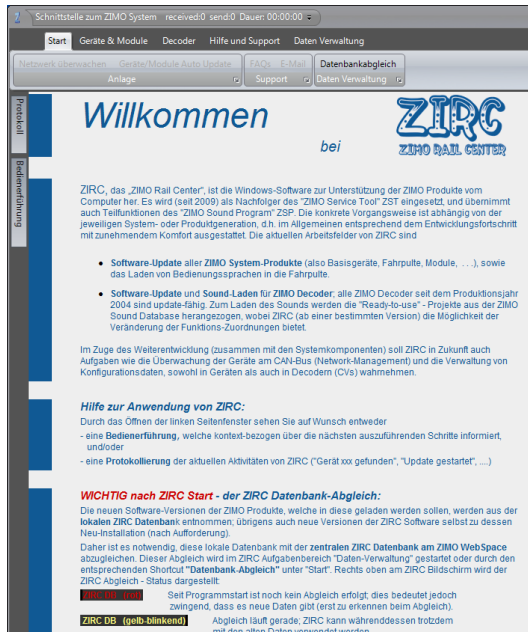 Schnittstelle zum ZIMO System   received:0 send:0 Dauer: 00:00:00
Start   Geräte & Module   Decoder   Hilfe und Support   Daten Verwaltung
Netzwerk überwachen   Geräte/Module Auto Update   FAQs   E-Mail   Datenbankabgleich
Anlage   Support   Daten Verwaltung
Protokoll
Bedienerführung
Willkommen
bei
ZIRC
ZIMO RAIL CENTER
ZIRC, das „ZIMO Rail Center", ist die Windows-Software zur Unterstützung der ZIMO Produkte vom
Computer her. Es wird (seit 2009) als Nachfolger des "ZIMO Service Tool" ZST eingesetzt, und übernimmt
auch Teilfunktionen des "ZIMO Sound Program" ZSP. Die konkrete Vorgangsweise ist abhängig von der
jeweiligen System- oder Produktgeneration, d.h. im Allgemeinen entsprechend dem Entwicklungsfortschritt
mit zunehmendem Komfort ausgestattet. Die aktuellen Arbeitsfelder von ZIRC sind
• Software-Update aller ZIMO System-Produkte (also Basisgeräte, Fahrpulte, Module, . . .), sowie
das Laden von Bedienungssprachen in die Fahrpulte.
• Software-Update und Sound-Laden für ZIMO Decoder; alle ZIMO Decoder seit dem Produktionsjahr
2004 sind update-fähig. Zum Laden des Sounds werden die "Ready-to-use" - Projekte aus der ZIMO
Sound Database herangezogen, wobei ZIRC (ab einer bestimmten Version) die Möglichkeit der
Veränderung der Funktions-Zuordnungen bietet.
Im Zuge des Weiterentwicklung (zusammen mit den Systemkomponenten) soll ZIRC in Zukunft auch
Aufgaben wie die Überwachung der Geräte am CAN-Bus (Network-Management) und die Verwaltung von
Konfigurationsdaten, sowohl in Geräten als auch in Decodern (CVs) wahrnehmen.
Hilfe zur Anwendung von ZIRC:
Durch das Öffnen der linken Seitenfenster sehen Sie auf Wunsch entweder
- eine Bedienerführung, welche kontext-bezogen über die nächsten auszuführenden Schritte informiert,
und/oder
- eine Protokollierung der aktuellen Aktivitäten von ZIRC ("Gerät xxx gefunden", "Update gestartet", ....)
WICHTIG nach ZIRC Start - der ZIRC Datenbank-Abgleich:
Die neuen Software-Versionen der ZIMO Produkte, welche in diese geladen werden sollen, werden aus der
lokalen ZIRC Datenbank entnommen; übrigens auch neue Versionen der ZIRC Software selbst zu dessen
Neu-Installation (nach Aufforderung).
Daher ist es notwendig, diese lokale Datenbank mit der zentralen ZIRC Datenbank am ZIMO WebSpace
abzugleichen. Dieser Abgleich wird im ZIRC Aufgabenbereich "Daten-Verwaltung" gestartet oder durch den
entsprechenden Shortcut "Datenbank-Abgleich" unter "Start". Rechts oben am ZIRC Bildschirm wird der
ZIRC Abgleich - Status dargestellt:
ZIRC DB (rot)   Seit Programmstart ist noch kein Abgleich erfolgt; dies bedeutet jedoch
zwingend, dass es neue Daten gibt (erst zu erkennen beim Abgleich).
ZIRC DB (gelb-blinkend)   Abgleich läuft gerade; ZIRC kann währenddessen trotzdem
mit den alten Daten verwendet werden